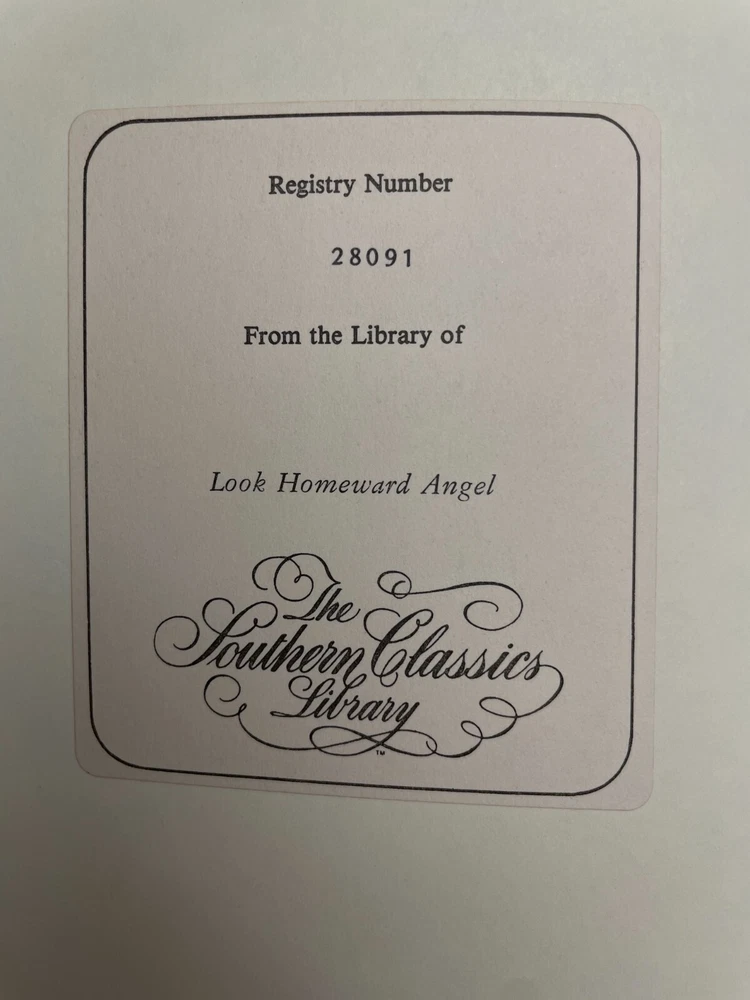 Registry Number
28091
From the Library of
Look Homeward Angel
The
Southern Classics
Library
TM